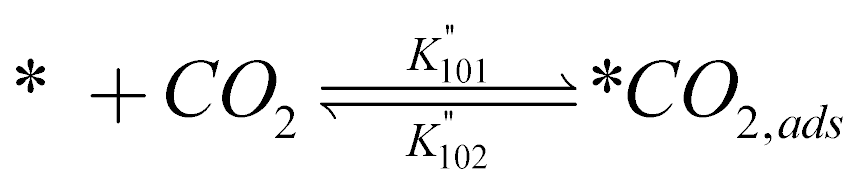 K"101
* + CO2 ⇌ *CO2,ads
K"102